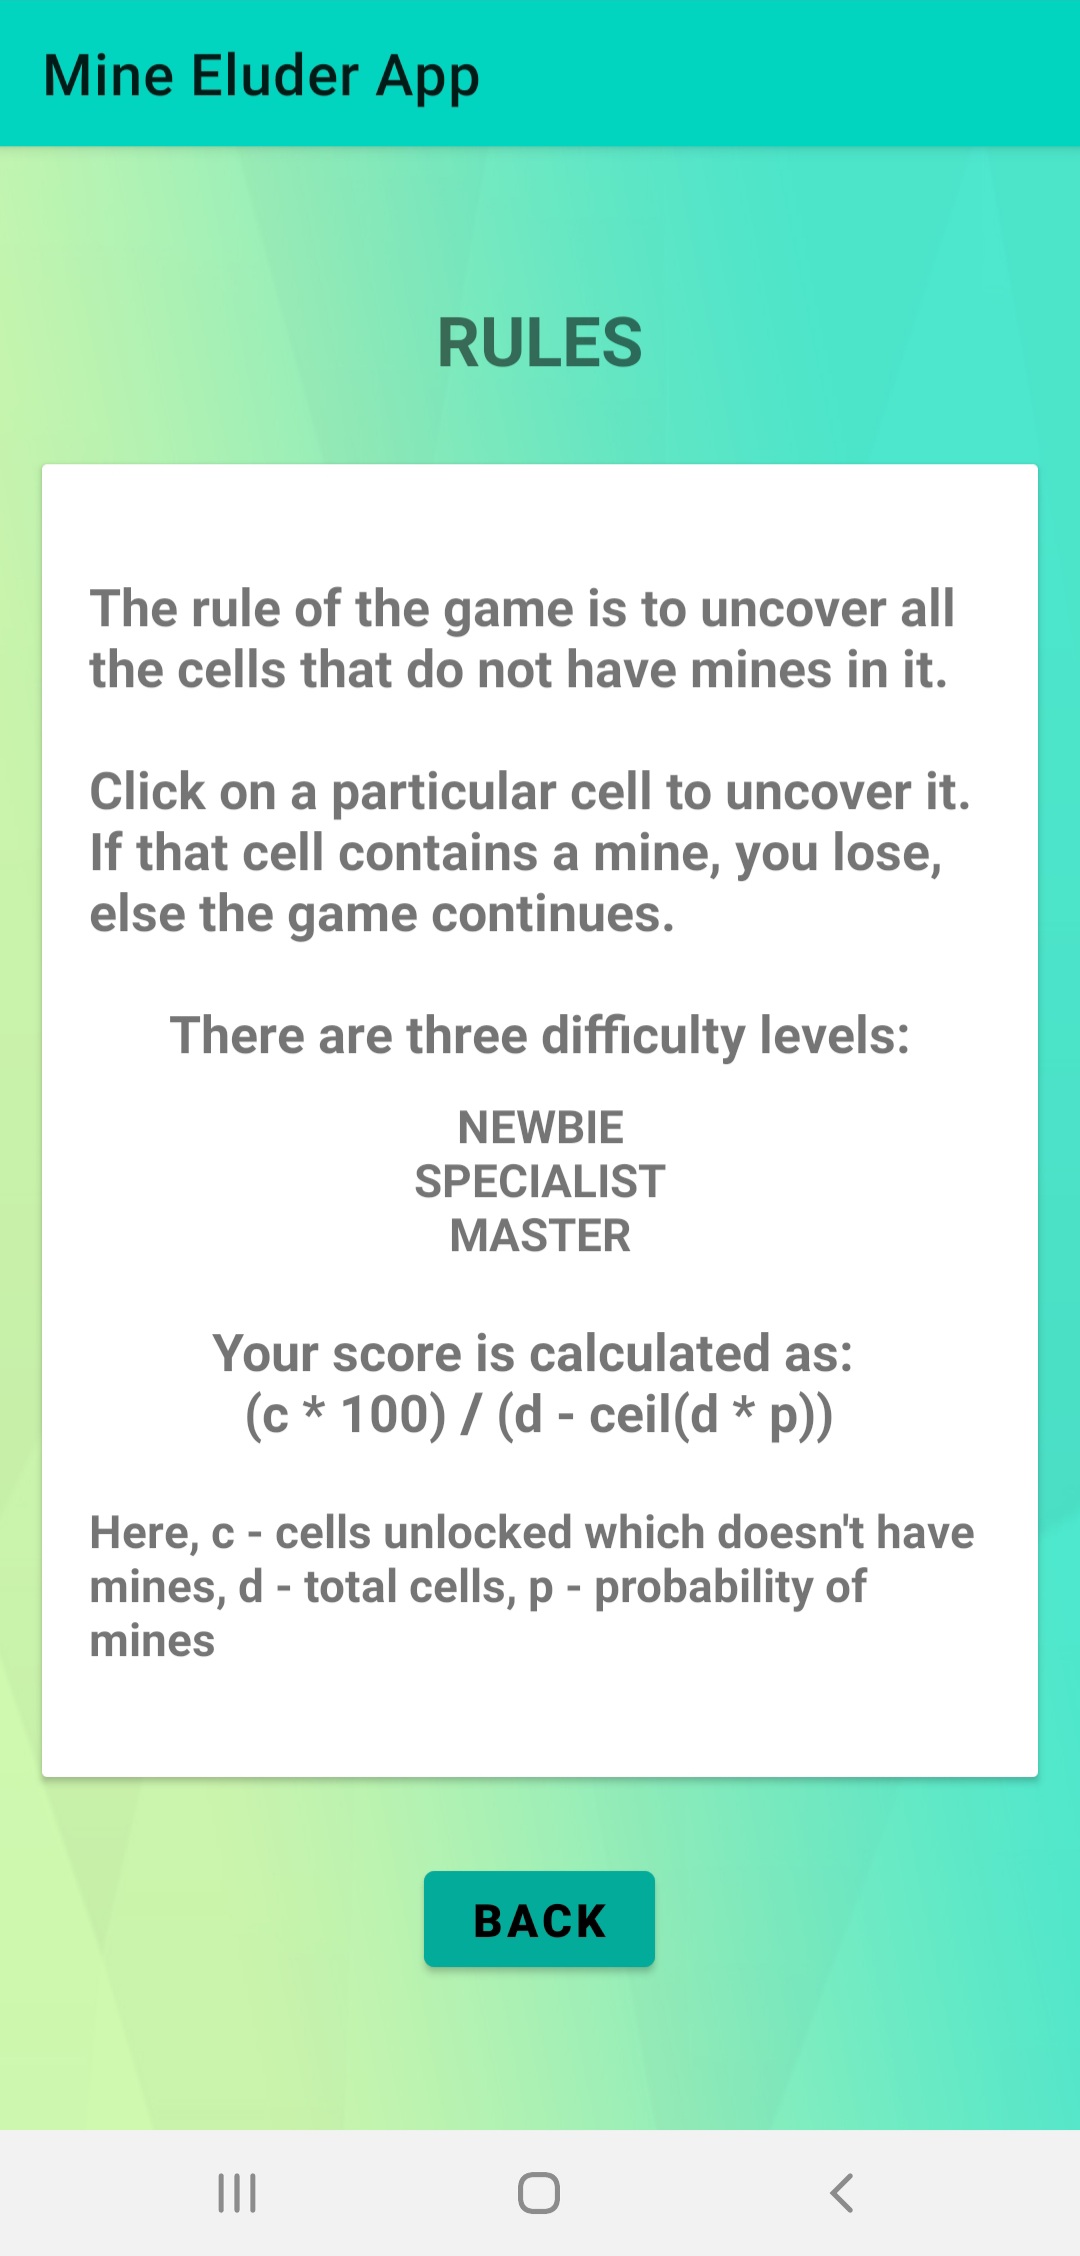 Mine Eluder App
RULES
The rule of the game is to uncover all
the cells that do not have mines in it.
Click on a particular cell to uncover it.
If that cell contains a mine, you lose,
else the game continues.
There are three difficulty levels:
NEWBIE
SPECIALIST
MASTER
Your score is calculated as:
(c * 100) / (d - ceil(d * p))
Here, c - cells unlocked which doesn't have
mines, d - total cells, p - probability of
mines
BACK